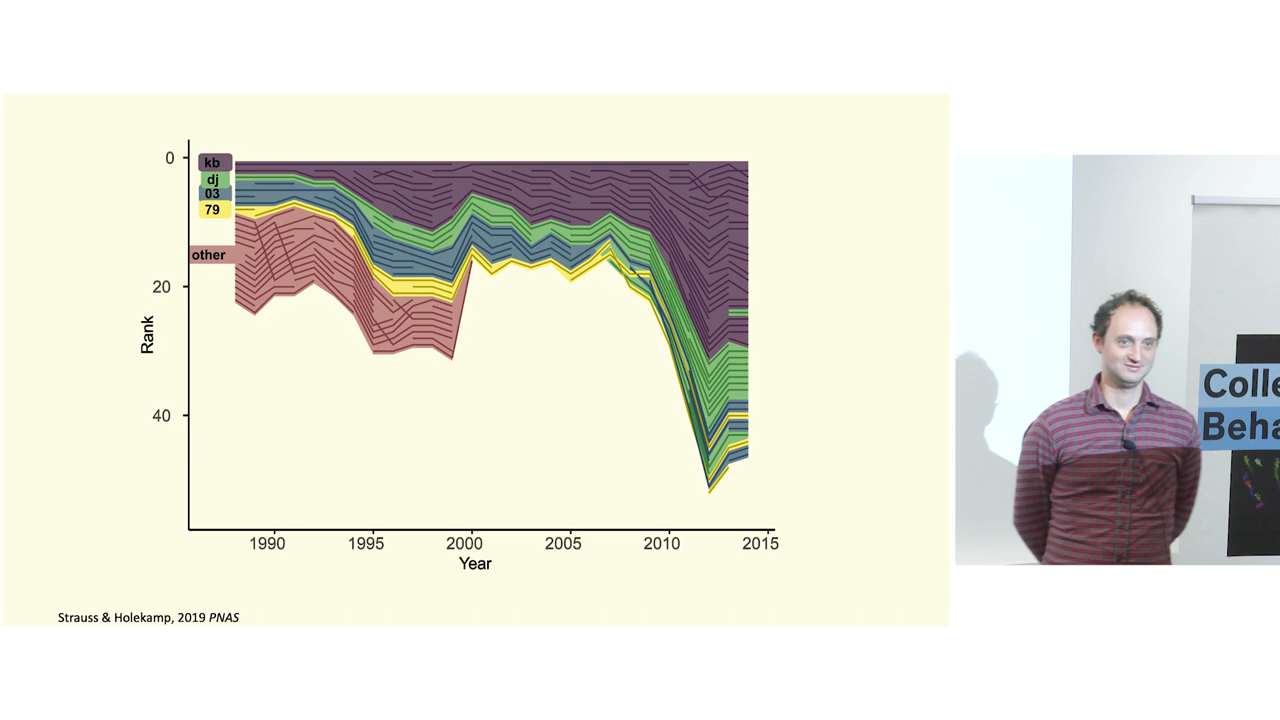 0
kb
dj
03
79
other
20
Rank
40
1990 1995 2000 2005 2010 2015
Year
Strauss & Holekamp, 2019 PNAS
Colle
Beha